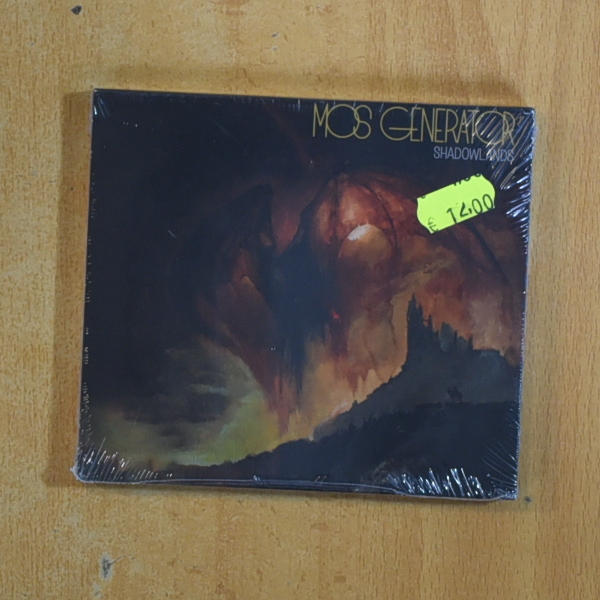 MOS GENERATOR
SHADOWLANDS
£ 14.00